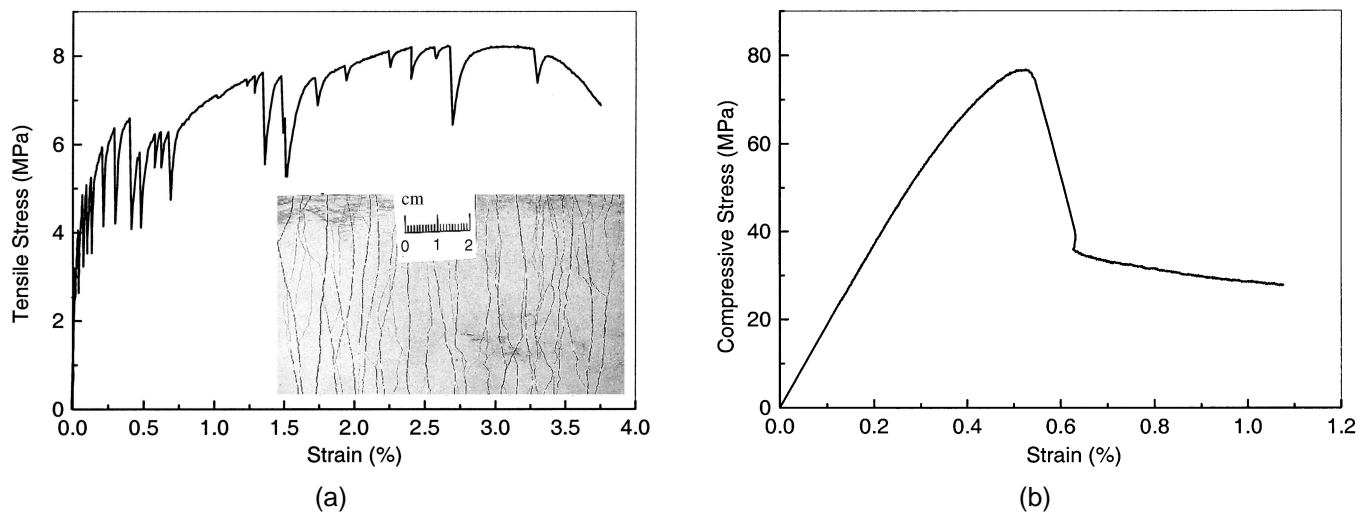 8
6
4
2
0
Tensile Stress (MPa)
cm
0 1 2
0.0 0.5 1.0 1.5 2.0 2.5 3.0 3.5 4.0
Strain (%)
(a)
80
60
40
20
0
Compressive Stress (MPa)
0.0 0.2 0.4 0.6 0.8 1.0 1.2
Strain (%)
(b)